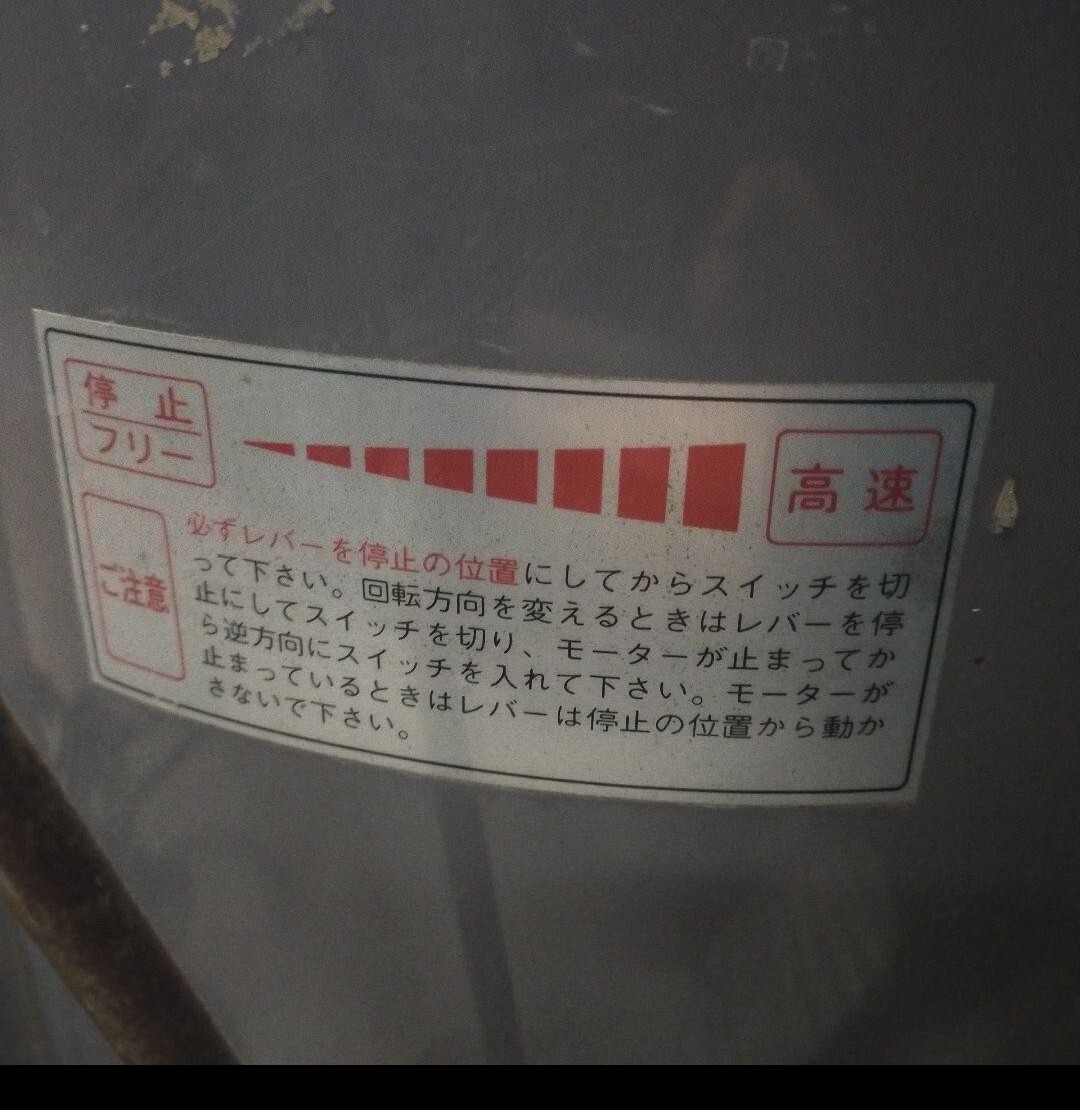 停 止
フリー
高 速
ご注意
必ずレバーを停止の位置にしてからスイッチを切
って下さい。回転方向を変えるときはレバーを停
止にしてスイッチを切り、モーターが止まってか
ら逆方向にスイッチを入れて下さい。モーターが
止まっているときはレバーは停止の位置から動か
さないで下さい。